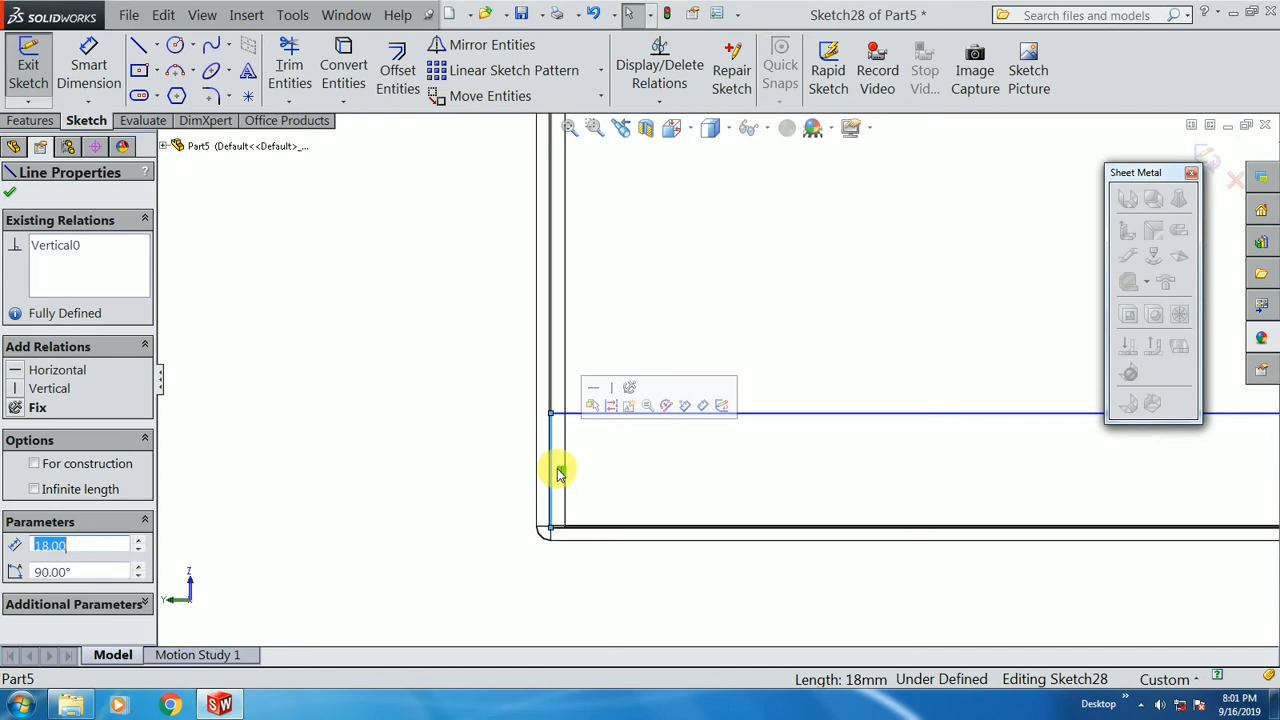 SOLIDWORKS
File Edit View Insert Tools Window Help
Sketch28 of Part5 *
Search files and models
Exit Sketch
Smart Dimension
Trim Entities
Convert Entities
Offset Entities
Mirror Entities
Linear Sketch Pattern
Move Entities
Display/Delete Relations
Repair Sketch
Quick Snaps
Rapid Sketch
Record Video
Stop Vid...
Image Capture
Sketch Picture
Features Sketch Evaluate DimXpert Office Products
Part5 (Default<<Default>_...
Line Properties ?
Sheet Metal
Existing Relations
Vertical0
Fully Defined
Add Relations
Horizontal
Vertical
Fix
Options
For construction
Infinite length
Parameters
18.00
90.00°
Additional Parameters
Z
Y
Model Motion Study 1
Part5 Length: 18mm Under Defined Editing Sketch28 Custom
Desktop
8:01 PM
9/16/2019